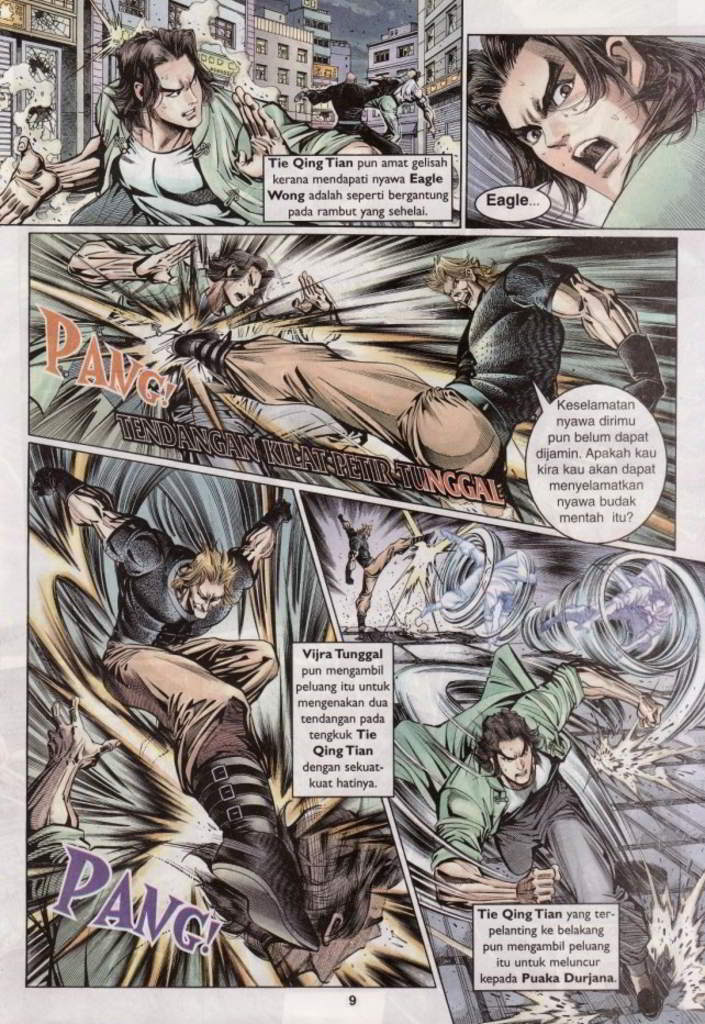 Tie Qing Tian pun amat gelisah
kerana mendapati nyawa Eagle
Wong adalah seperti bergantung
pada rambut yang sehelai.
Eagle...
PANG!
TENDANGAN KILAT PETIR TUNGGAL
Keselamatan
nyawa dirimu
pun belum dapat
dijamin. Apakah kau
kira kau akan dapat
menyelamatkan
nyawa budak
mentah itu?
Vijra Tunggal
pun mengambil
peluang itu untuk
mengenakan dua
tendangan pada
tengkuk Tie
Qing Tian
dengan sekuat-
kuat hatinya.
PANG!
Tie Qing Tian yang ter-
pelanting ke belakang
pun mengambil peluang
itu untuk meluncur
kepada Puaka Durjana.
9